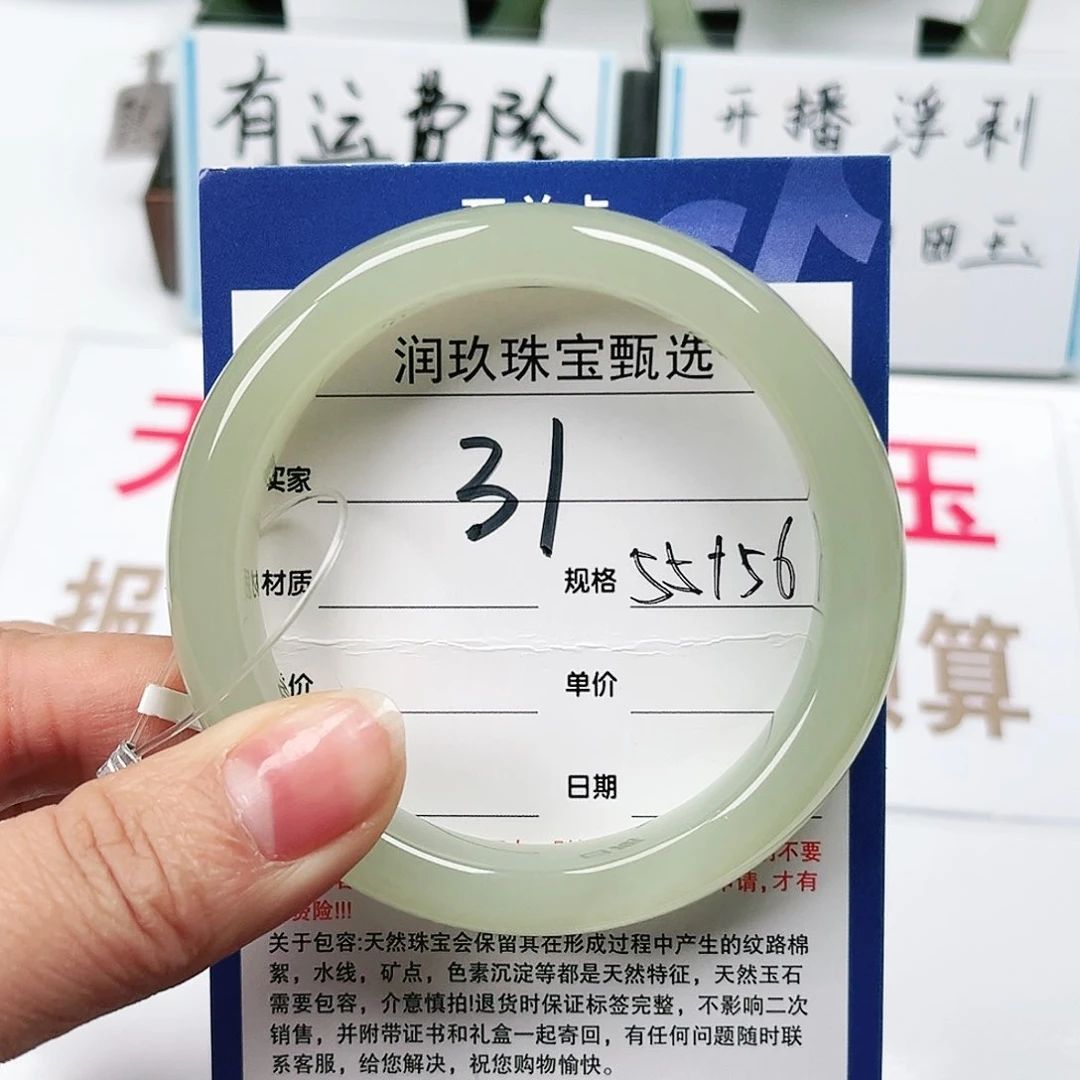 有运费险
开播浮利
田玉
润玖珠宝甄选
31
买家
材质
规格 55+56
价
单价
日期
不要
请,才有
费险!!!
关于包容:天然珠宝会保留其在形成过程中产生的纹路棉
絮，水线，矿点，色素沉淀等都是天然特征，天然玉石
需要包容，介意慎拍!退货时保证标签完整，不影响二次
销售，并附带证书和礼盒一起寄回，有任何问题随时联
系客服，给您解决，祝您购物愉快。
天
玉
报
算